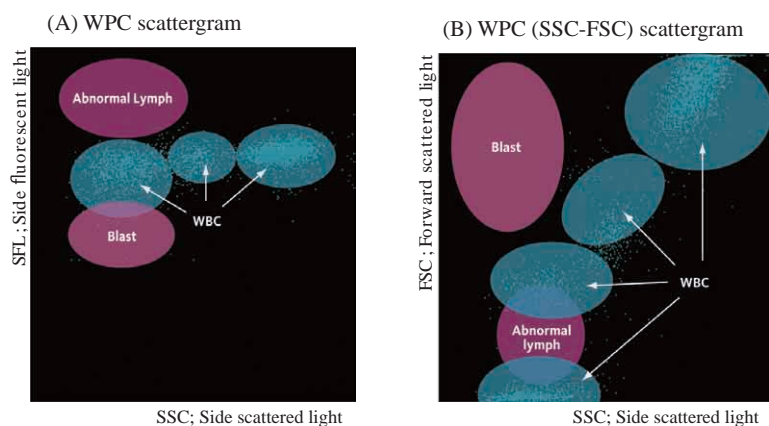 (A) WPC scattergram
SFL; Side fluorescent light
Abnormal Lymph
WBC
Blast
SSC; Side scattered light
(B) WPC (SSC-FSC) scattergram
FSC; Forward scattered light
Blast
WBC
Abnormal
lymph
SSC; Side scattered light